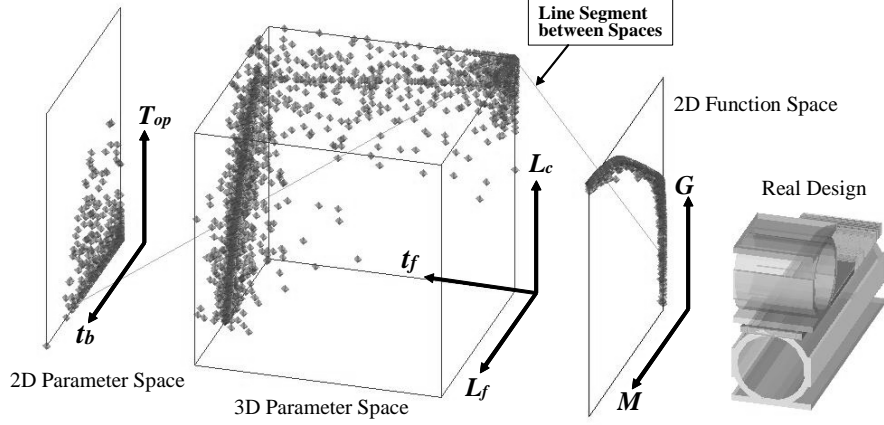 Line Segment
between Spaces
2D Function Space
T_op
L_c
G
Real Design
t_f
t_b
L_f
M
2D Parameter Space
3D Parameter Space